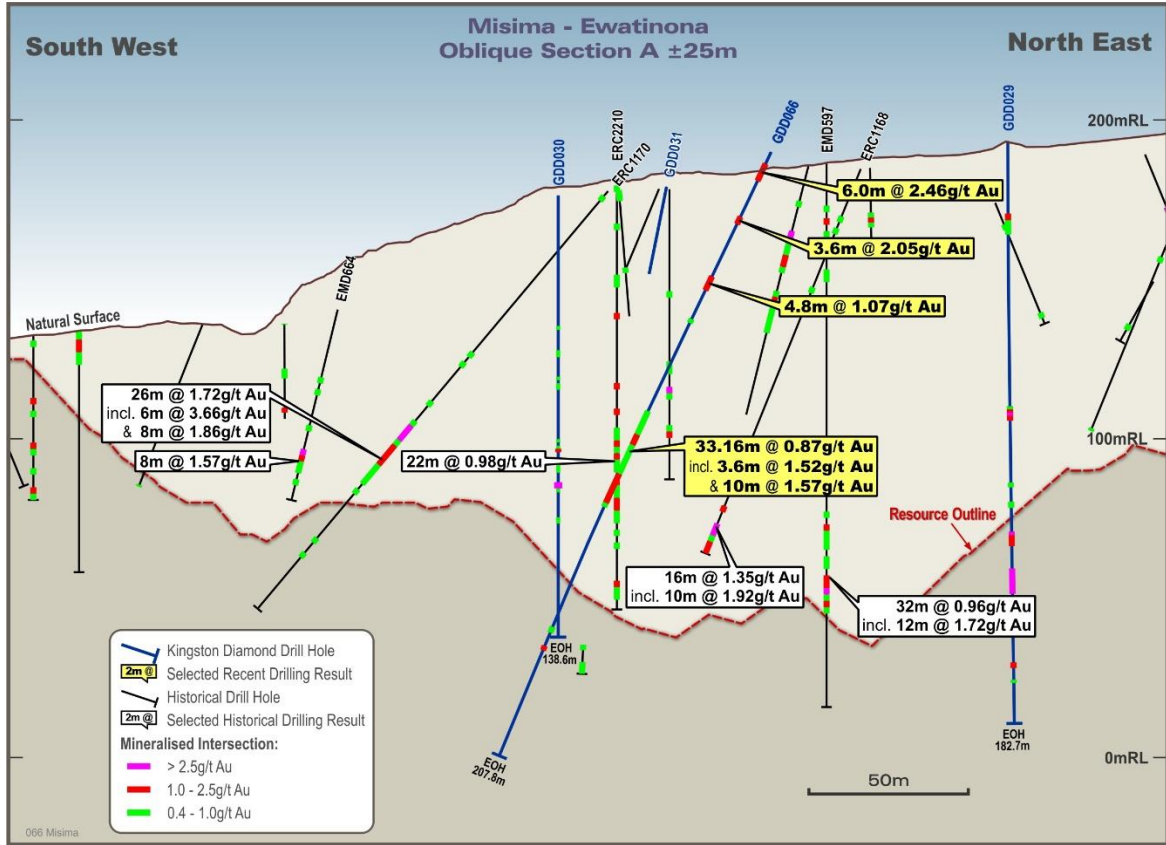 Misima - Ewatinona
Oblique Section A ±25m
South West
North East
200mRL
100mRL
0mRL
GDD030
ERC2210
ERC1170
GDD031
GDD066
EMD597
ERC1168
GDD029
EMD664
Natural Surface
6.0m @ 2.46g/t Au
3.6m @ 2.05g/t Au
4.8m @ 1.07g/t Au
26m @ 1.72g/t Au
incl. 6m @ 3.66g/t Au
& 8m @ 1.86g/t Au
8m @ 1.57g/t Au
22m @ 0.98g/t Au
33.16m @ 0.87g/t Au
incl. 3.6m @ 1.52g/t Au
& 10m @ 1.57g/t Au
Resource Outline
16m @ 1.35g/t Au
incl. 10m @ 1.92g/t Au
32m @ 0.96g/t Au
incl. 12m @ 1.72g/t Au
EOH
138.6m
EOH
207.8m
EOH
182.7m
50m
Kingston Diamond Drill Hole
2m @
Selected Recent Drilling Result
Historical Drill Hole
2m @
Selected Historical Drilling Result
Mineralised Intersection:
> 2.5g/t Au
1.0 - 2.5g/t Au
0.4 - 1.0g/t Au
066 Misima